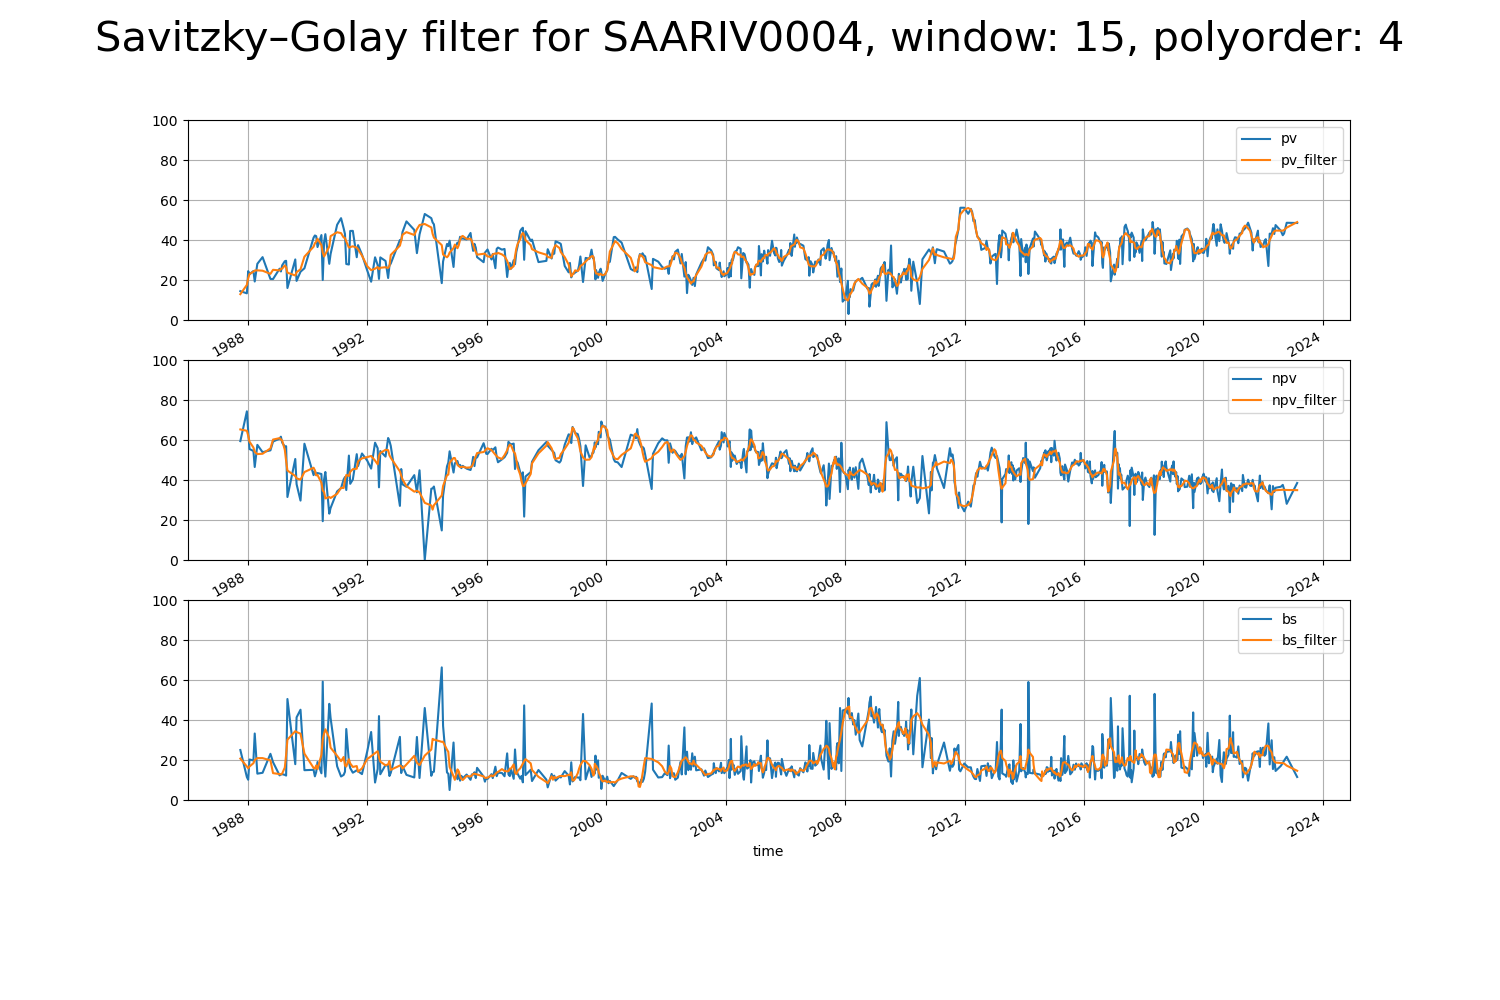 Savitzky–Golay filter for SAARIV0004, window: 15, polyorder: 4
100
80
60
40
20
0
pv
pv_filter
1988 1992 1996 2000 2004 2008 2012 2016 2020 2024
100
80
60
40
20
0
npv
npv_filter
1988 1992 1996 2000 2004 2008 2012 2016 2020 2024
100
80
60
40
20
0
bs
bs_filter
1988 1992 1996 2000 2004 2008 2012 2016 2020 2024
time